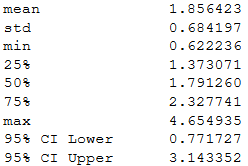 mean 1.856423
std 0.684197
min 0.622236
25% 1.373071
50% 1.791260
75% 2.327741
max 4.654935
95% CI Lower 0.771727
95% CI Upper 3.143352